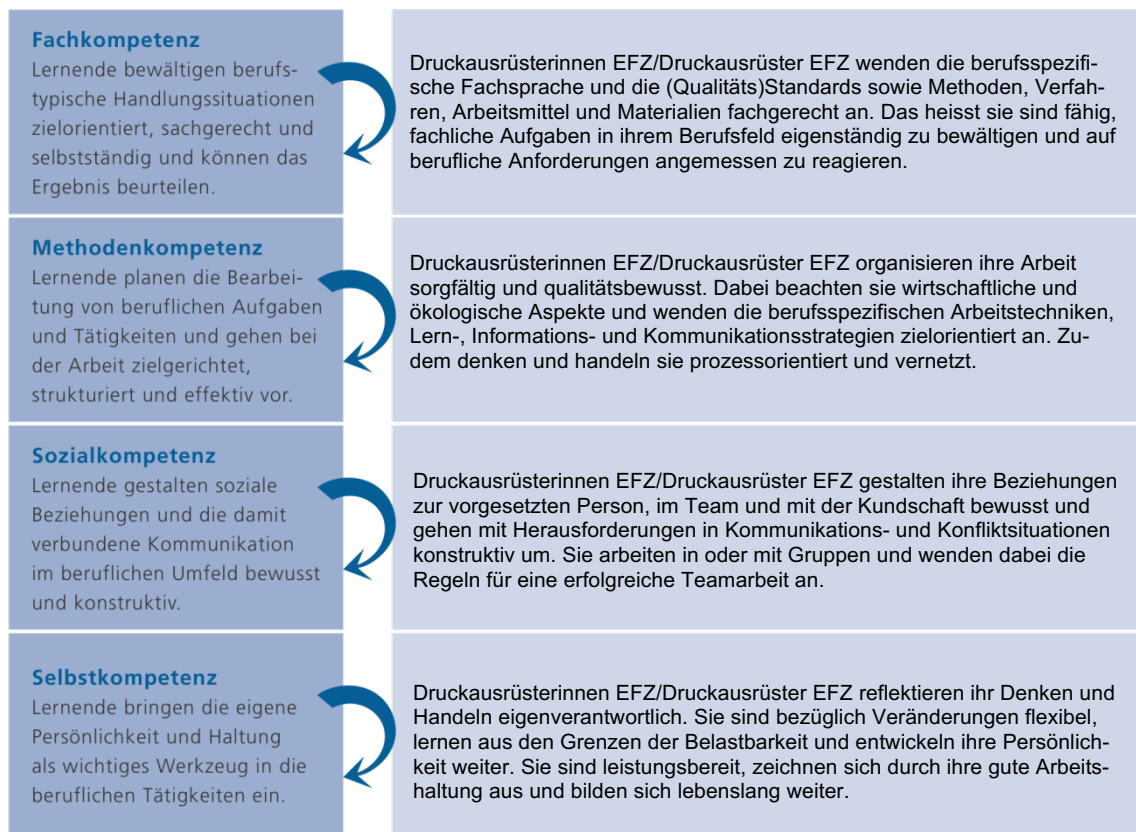 Fachkompetenz
Lernende bewältigen berufs-
typische Handlungssituationen
zielorientiert, sachgerecht und
selbstständig und können das
Ergebnis beurteilen.
Druckausrüsterinnen EFZ/Druckausrüster EFZ wenden die berufsspezifi-
sche Fachsprache und die (Qualitäts)Standards sowie Methoden, Verfah-
ren, Arbeitsmittel und Materialien fachgerecht an. Das heisst sie sind fähig,
fachliche Aufgaben in ihrem Berufsfeld eigenständig zu bewältigen und auf
berufliche Anforderungen angemessen zu reagieren.
Methodenkompetenz
Lernende planen die Bearbei-
tung von beruflichen Aufgaben
und Tätigkeiten und gehen bei
der Arbeit zielgerichtet,
strukturiert und effektiv vor.
Druckausrüsterinnen EFZ/Druckausrüster EFZ organisieren ihre Arbeit
sorgfältig und qualitätsbewusst. Dabei beachten sie wirtschaftliche und
ökologische Aspekte und wenden die berufsspezifischen Arbeitstechniken,
Lern-, Informations- und Kommunikationsstrategien zielorientiert an. Zu-
dem denken und handeln sie prozessorientiert und vernetzt.
Sozialkompetenz
Lernende gestalten soziale
Beziehungen und die damit
verbundene Kommunikation
im beruflichen Umfeld bewusst
und konstruktiv.
Druckausrüsterinnen EFZ/Druckausrüster EFZ gestalten ihre Beziehungen
zur vorgesetzten Person, im Team und mit der Kundschaft bewusst und
gehen mit Herausforderungen in Kommunikations- und Konfliktsituationen
konstruktiv um. Sie arbeiten in oder mit Gruppen und wenden dabei die
Regeln für eine erfolgreiche Teamarbeit an.
Selbstkompetenz
Lernende bringen die eigene
Persönlichkeit und Haltung
als wichtiges Werkzeug in die
beruflichen Tätigkeiten ein.
Druckausrüsterinnen EFZ/Druckausrüster EFZ reflektieren ihr Denken und
Handeln eigenverantwortlich. Sie sind bezüglich Veränderungen flexibel,
lernen aus den Grenzen der Belastbarkeit und entwickeln ihre Persönlich-
keit weiter. Sie sind leistungsbereit, zeichnen sich durch ihre gute Arbeits-
haltung aus und bilden sich lebenslang weiter.